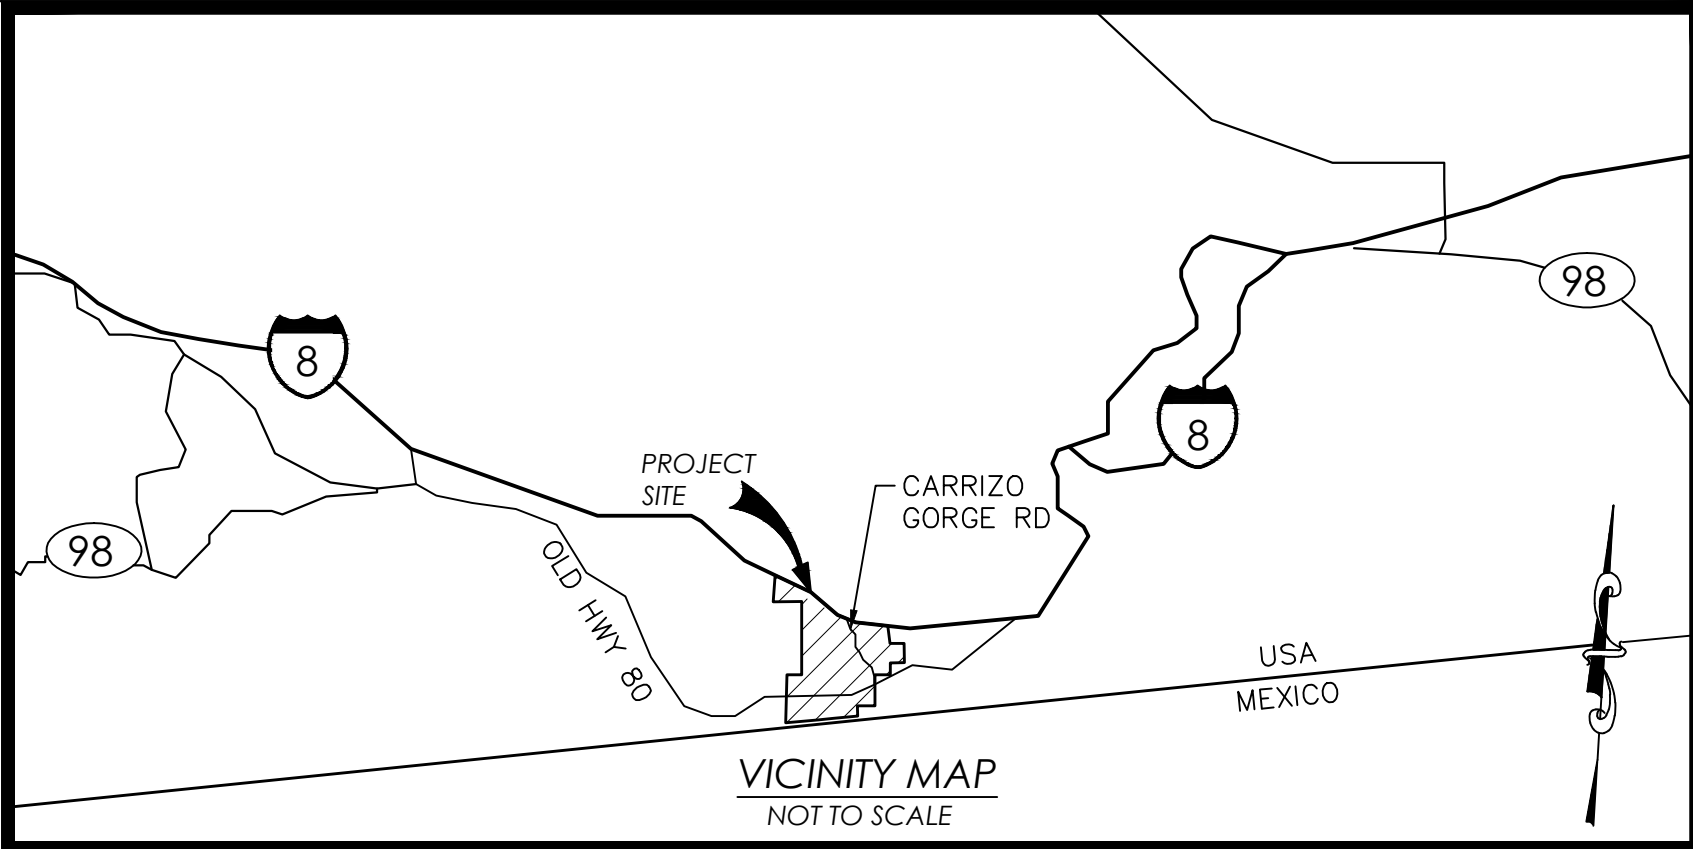 98
8
8
PROJECT
SITE
CARRIZO
GORGE RD
98
OLD HWY 80
USA
MEXICO
VICINITY MAP
NOT TO SCALE